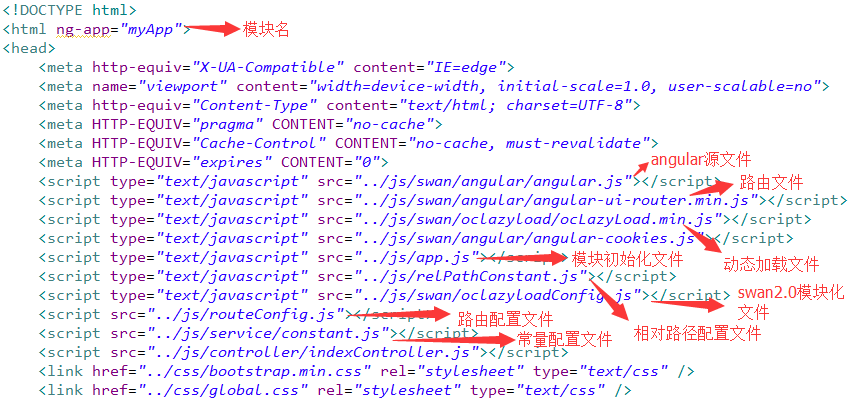 <!DOCTYPE html>
<html ng-app="myApp"> 模块名
<head>
<meta http-equiv="X-UA-Compatible" content="IE=edge">
<meta name="viewport" content="width=device-width, initial-scale=1.0, user-scalable=no">
<meta http-equiv="Content-Type" content="text/html; charset=UTF-8">
<meta HTTP-EQUIV="pragma" CONTENT="no-cache">
<meta HTTP-EQUIV="Cache-Control" CONTENT="no-cache, must-revalidate">
<meta HTTP-EQUIV="expires" CONTENT="0">
angular源文件
<script type="text/javascript" src="../js/swan/angular/angular.js"></script> 路由文件
<script type="text/javascript" src="../js/swan/angular/angular-ui-router.min.js"></script>
<script type="text/javascript" src="../js/swan/oclazyload/ocLazyLoad.min.js"></script>
<script type="text/javascript" src="../js/swan/angular/angular-cookies.js"></script>
<script type="text/javascript" src="../js/app.js"></script> 模块初始化文件 动态加载文件
<script type="text/javascript" src="../js/relPathConstant.js"></script>
<script type="text/javascript" src="../js/swan/oclazyloadConfig.js"></script> swan2.0模块化
文件
<script src="../js/routeConfig.js"></script> 路由配置文件
<script src="../js/service/constant.js"></script> 常量配置文件 相对路径配置文件
<script src="../js/controller/indexController.js"></script>
<link href="../css/bootstrap.min.css" rel="stylesheet" type="text/css" />
<link href="../css/global.css" rel="stylesheet" type="text/css" />